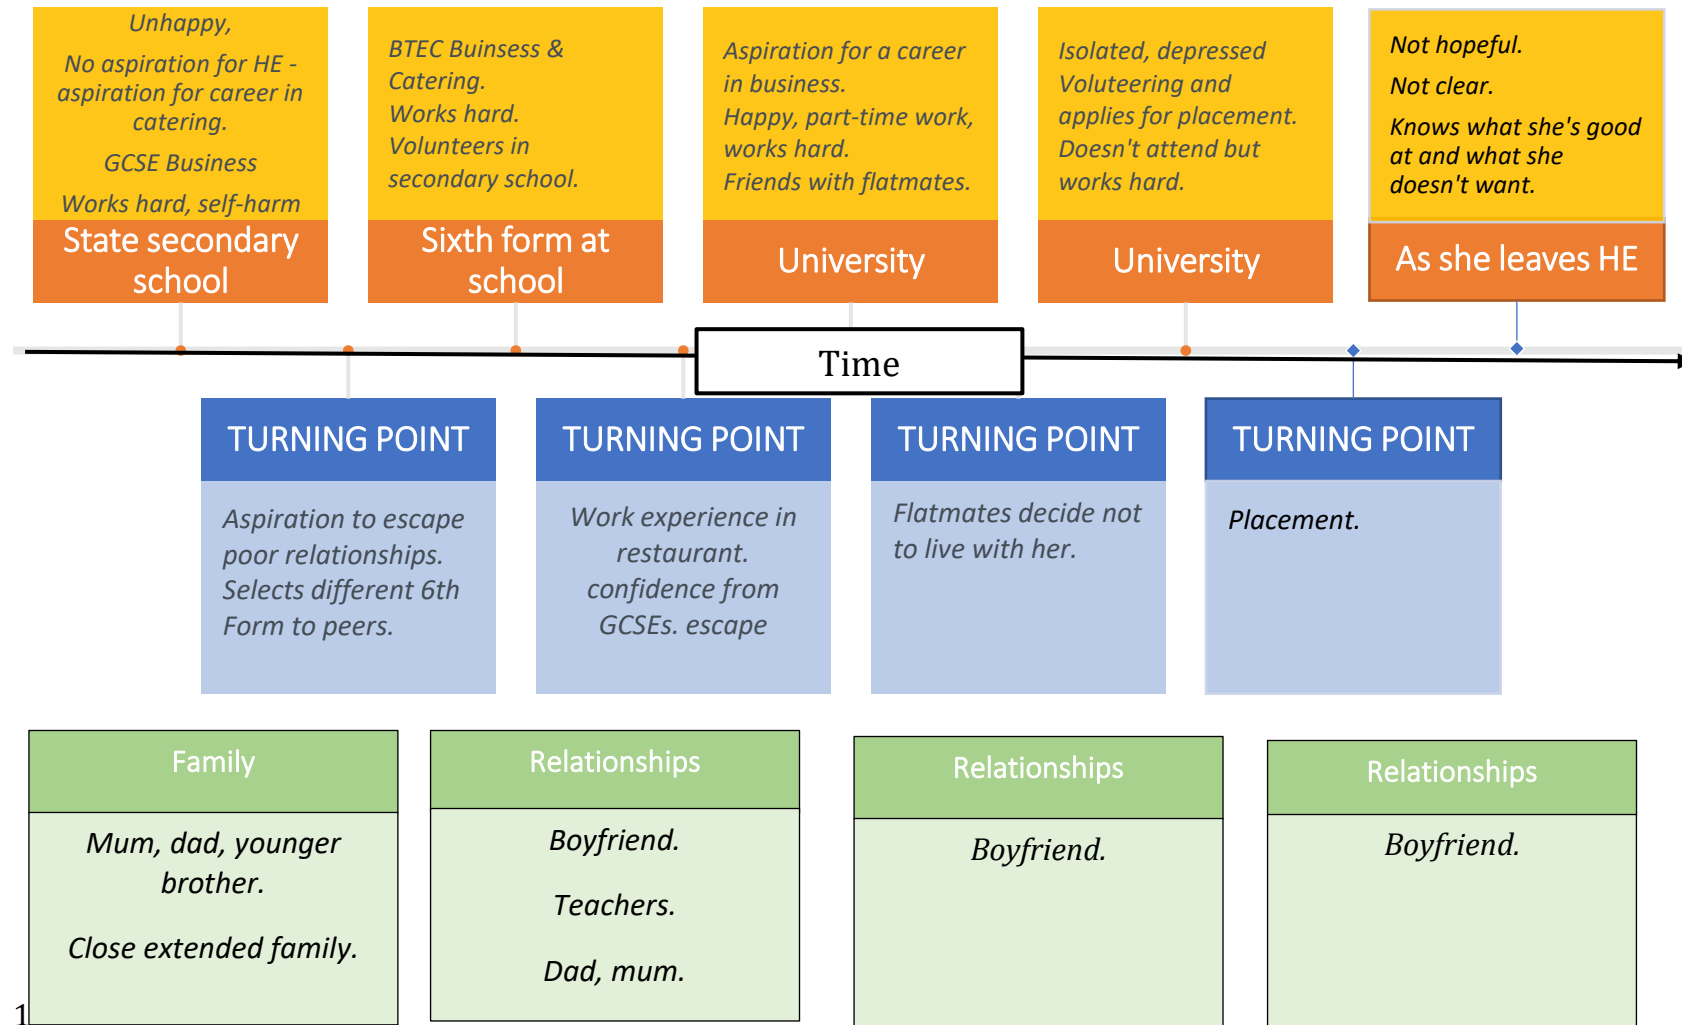 Unhappy,
No aspiration for HE -
aspiration for career in
catering.
GCSE Business
Works hard, self-harm
State secondary
school
BTEC Buinsess &
Catering.
Works hard.
Volunteers in
secondary school.
Sixth form at
school
Aspiration for a career
in business.
Happy, part-time work,
works hard.
Friends with flatmates.
University
Isolated, depressed
Voluteering and
applies for placement.
Doesn't attend but
works hard.
University
Not hopeful.
Not clear.
Knows what she's good
at and what she
doesn't want.
As she leaves HE
Time
TURNING POINT
Aspiration to escape
poor relationships.
Selects different 6th
Form to peers.
TURNING POINT
Work experience in
restaurant.
confidence from
GCSEs. escape
TURNING POINT
Flatmates decide not
to live with her.
TURNING POINT
Placement.
Family
Mum, dad, younger
brother.
Close extended family.
Relationships
Boyfriend.
Teachers.
Dad, mum.
Relationships
Boyfriend.
Relationships
Boyfriend.
1